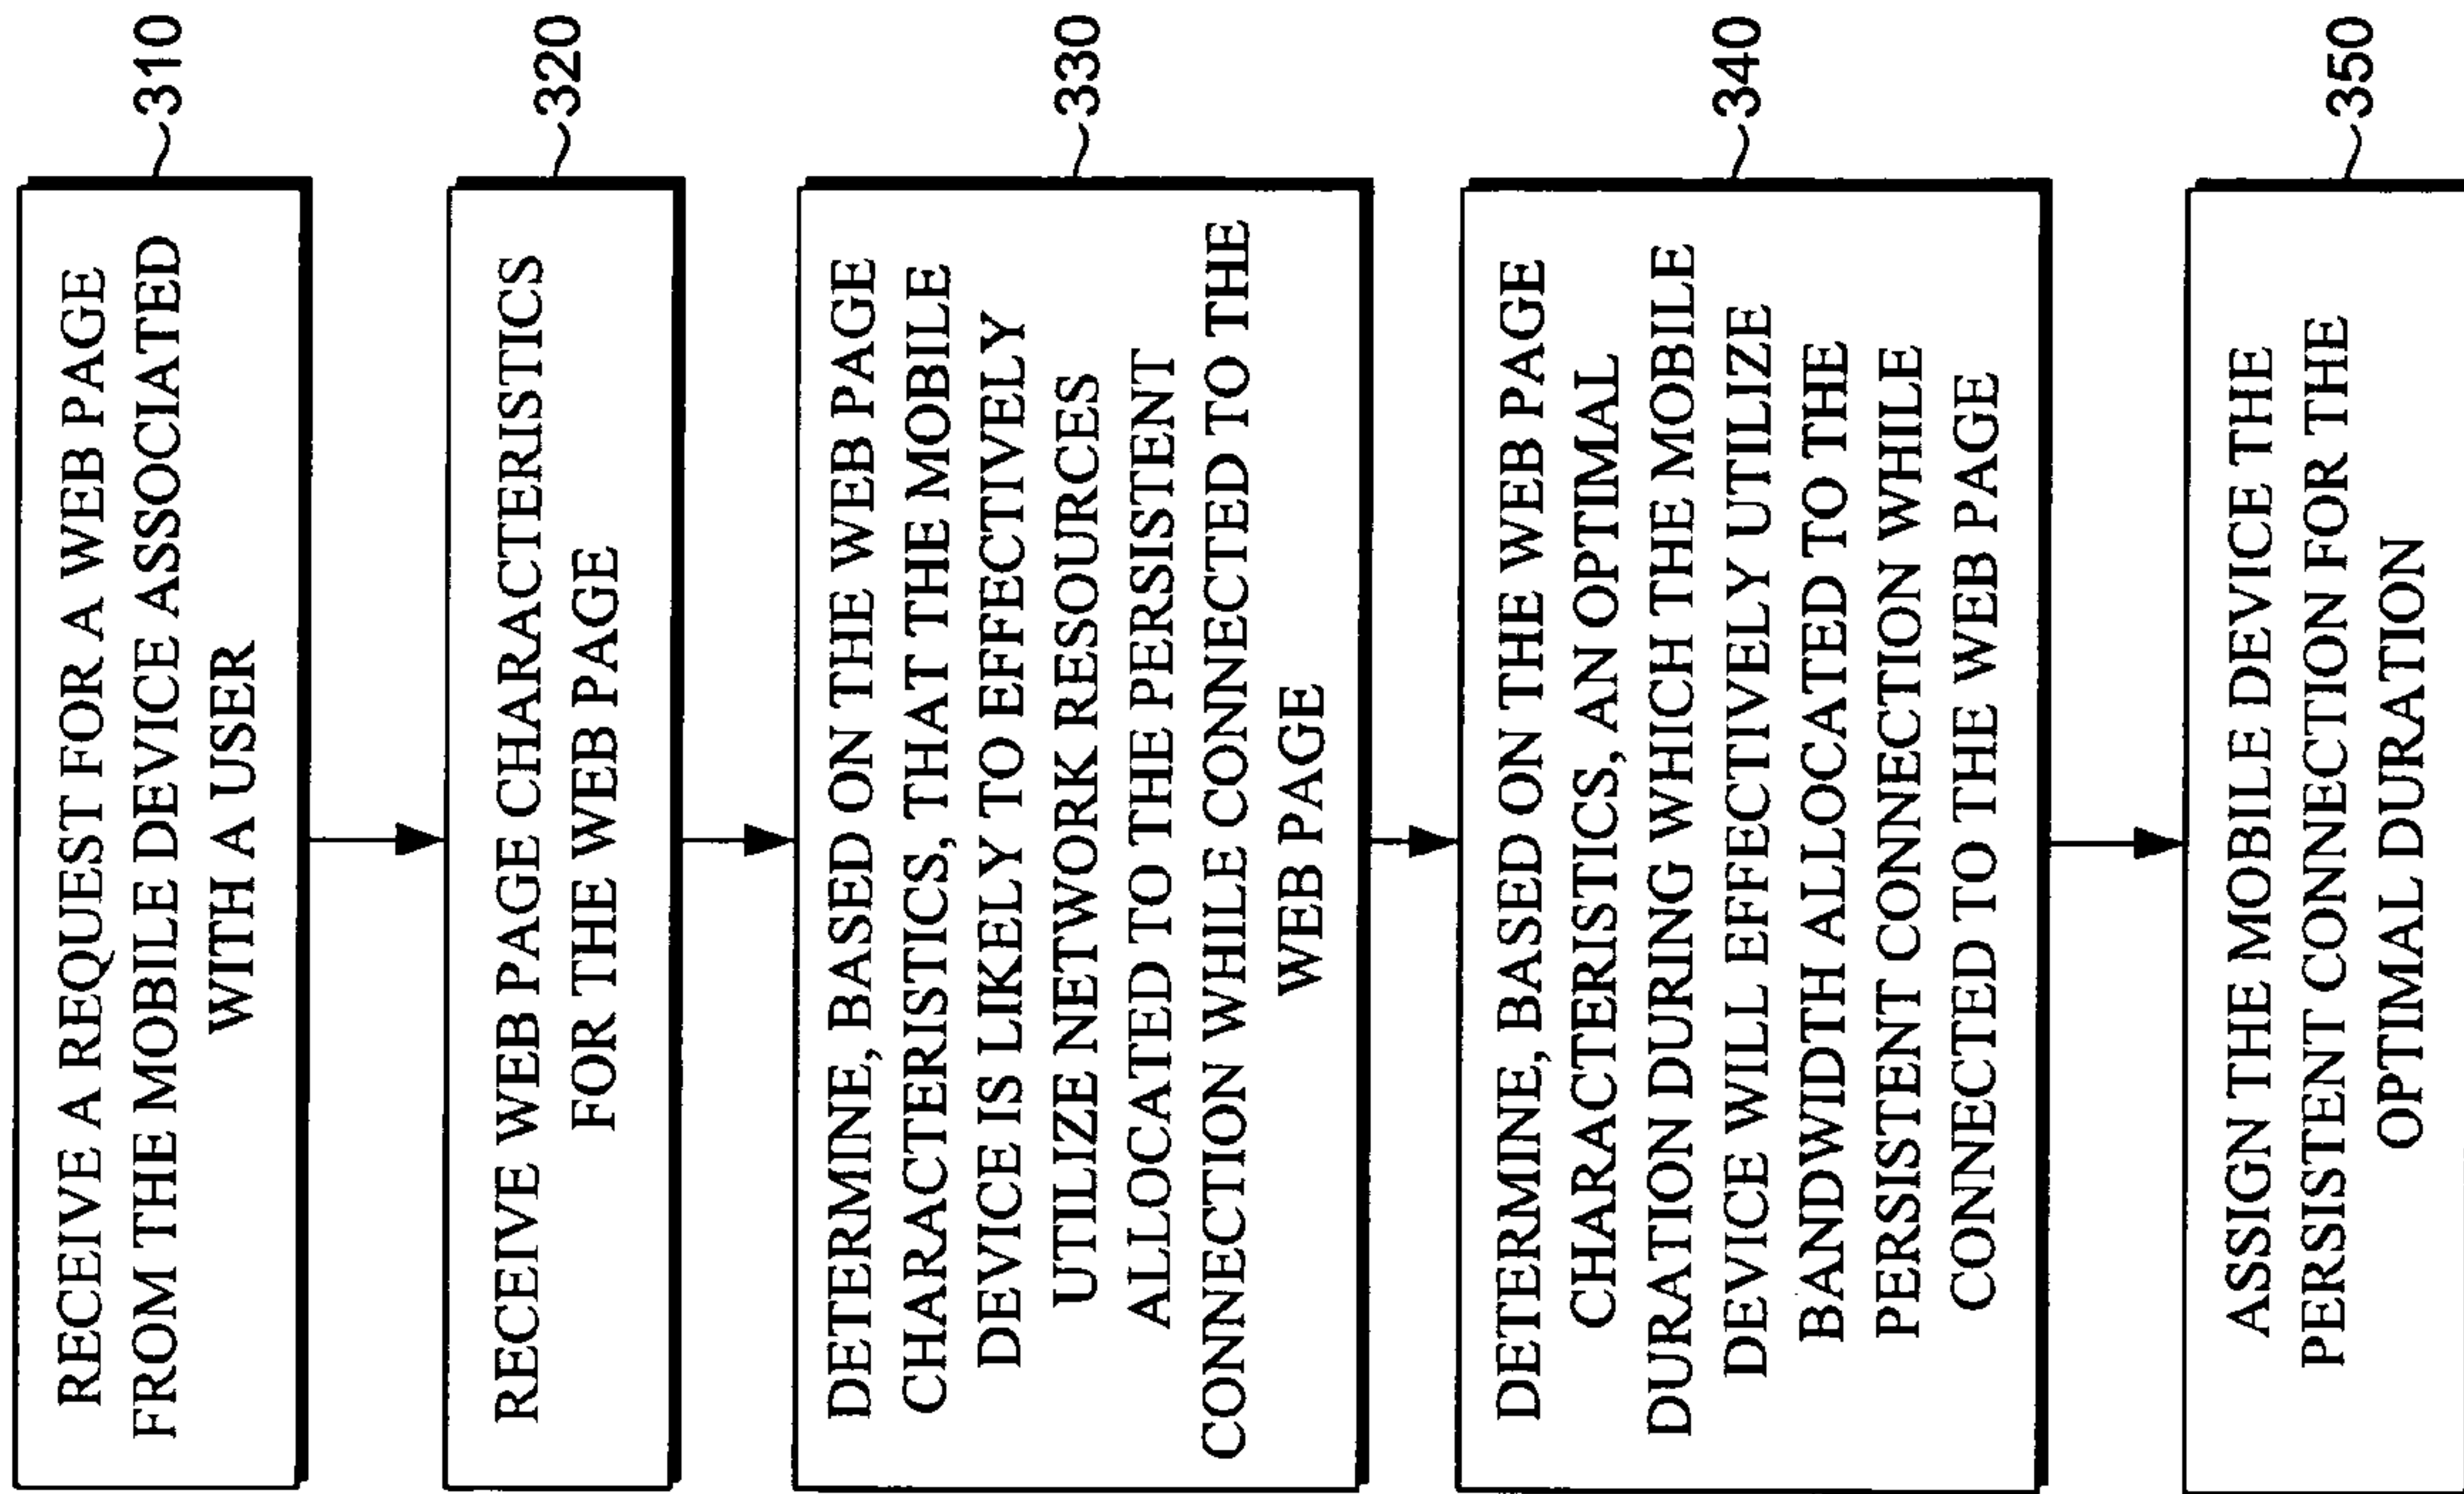 RECEIVE A REQUEST FOR A WEB PAGE
FROM THE MOBILE DEVICE ASSOCIATED
WITH A USER
310
RECEIVE WEB PAGE CHARACTERISTICS
FOR THE WEB PAGE
320
DETERMINE, BASED ON THE WEB PAGE
CHARACTERISTICS, THAT THE MOBILE
DEVICE IS LIKELY TO EFFECTIVELY
UTILIZE NETWORK RESOURCES
ALLOCATED TO THE PERSISTENT
CONNECTION WHILE CONNECTED TO THE
WEB PAGE
330
DETERMINE, BASED ON THE WEB PAGE
CHARACTERISTICS, AN OPTIMAL
DURATION DURING WHICH THE MOBILE
DEVICE WILL EFFECTIVELY UTILIZE
BANDWIDTH ALLOCATED TO THE
PERSISTENT CONNECTION WHILE
CONNECTED TO THE WEB PAGE
340
ASSIGN THE MOBILE DEVICE THE
PERSISTENT CONNECTION FOR THE
OPTIMAL DURATION
350